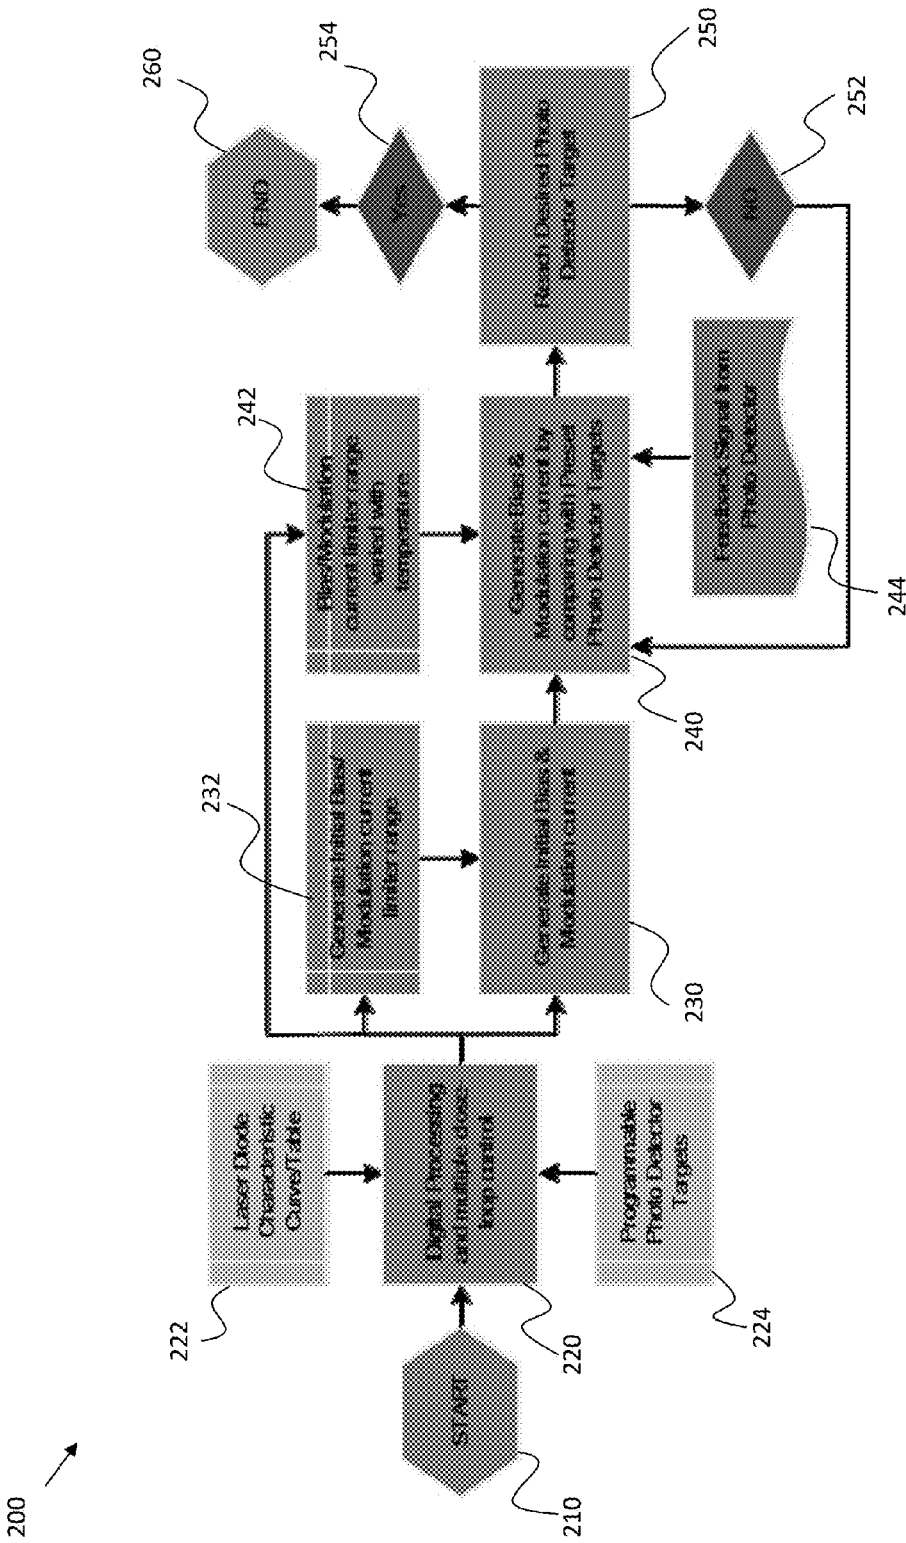 200
START
210
Laser Diode
Characteristic
Curve/Table
222
Digital Processing
and multiple close-
loop control
220
Programmable
Photo Detector
Targets
224
Generate Initial Bias/
Modulation current
limiter range
232
Generate Initial Bias &
Modulation current
230
Bias/Modulation
current limiter range
varied with
temperature
242
Generate Bias &
Modulation current by
comparing with Preset
Photo Detector Targets
240
Feedback Signal from
Photo Detector
244
Reach Desired Photo
Detector Target
250
Yes
254
NO
252
END
260